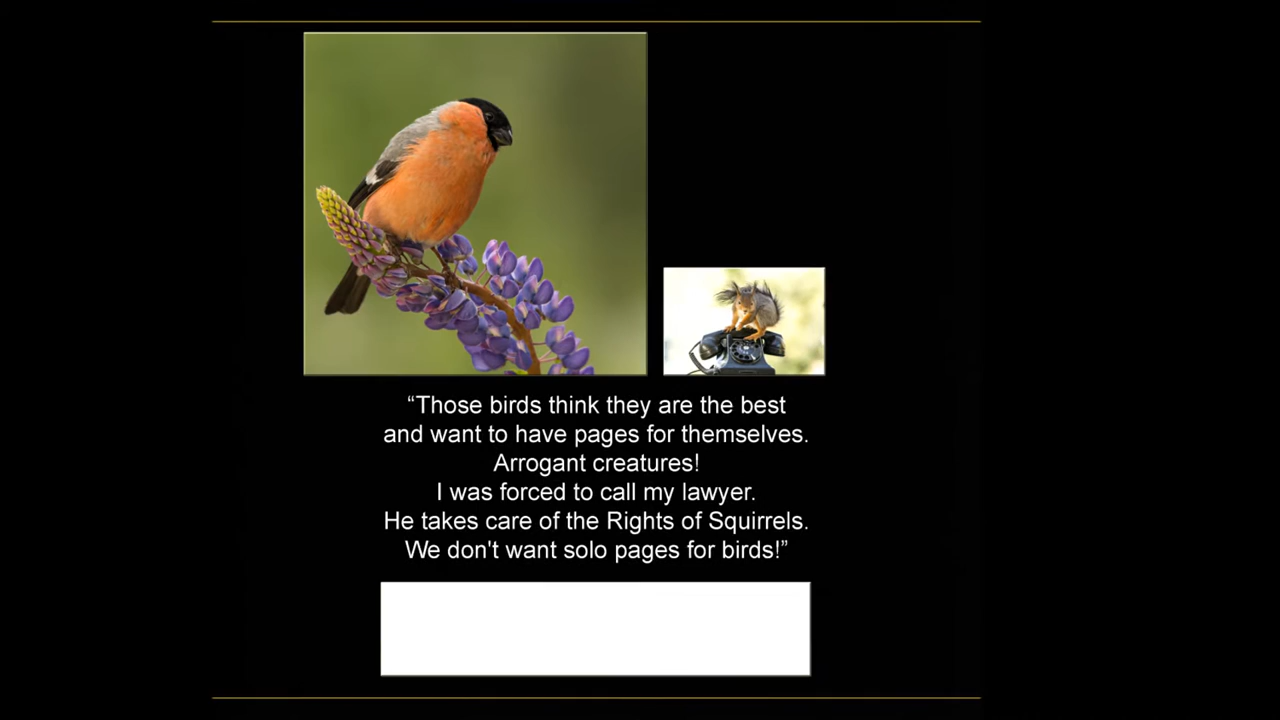 “Those birds think they are the best
and want to have pages for themselves.
Arrogant creatures!
I was forced to call my lawyer.
He takes care of the Rights of Squirrels.
We don't want solo pages for birds!”